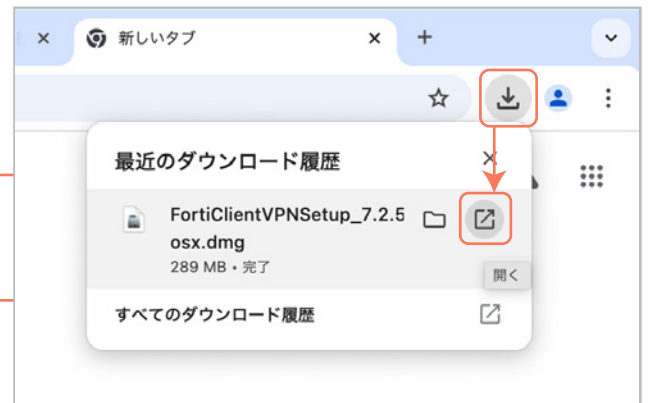 新しいタブ
最近のダウンロード履歴
FortiClientVPNSetup_7.2.5
osx.dmg
289 MB・完了
開く
すべてのダウンロード履歴